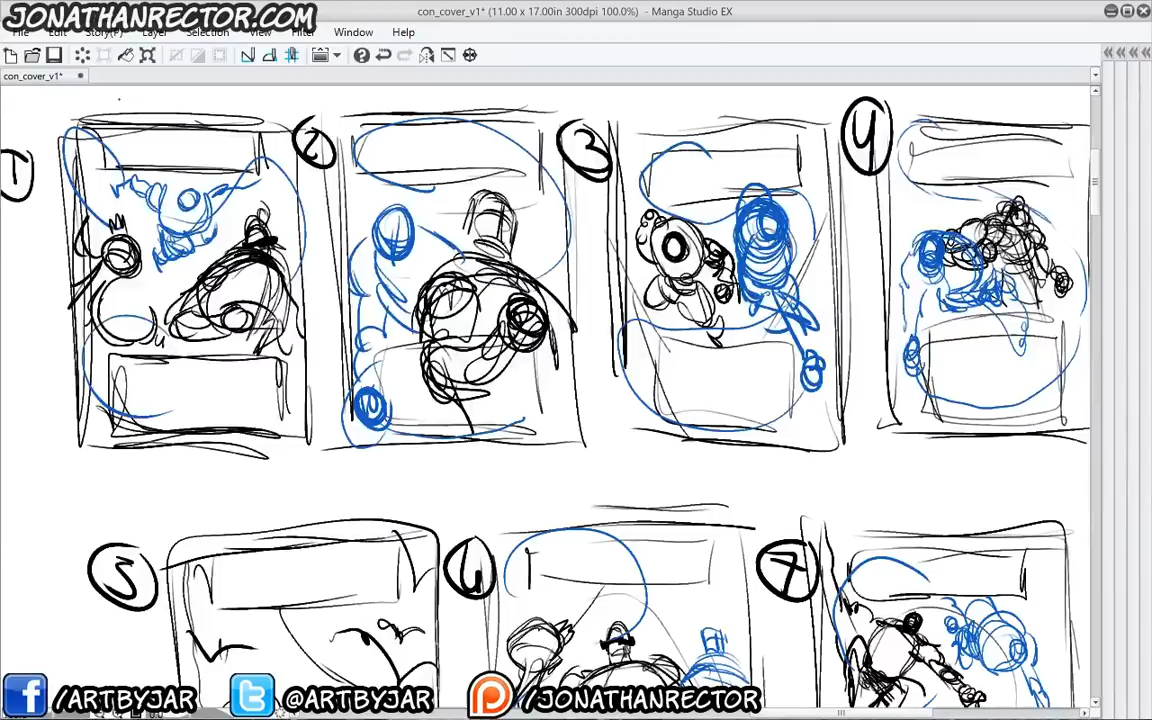 JONATHANRECTOR.COM
con_cover_v1* (11.00 x 17.00in 300dpi 100.0%) - Manga Studio EX
File Edit Story(P) Layer Selection View Filter Window Help
con_cover_v1*
1 2 3 4
5 6 7
/ARTBYJAR @ARTBYJAR /JONATHANRECTOR